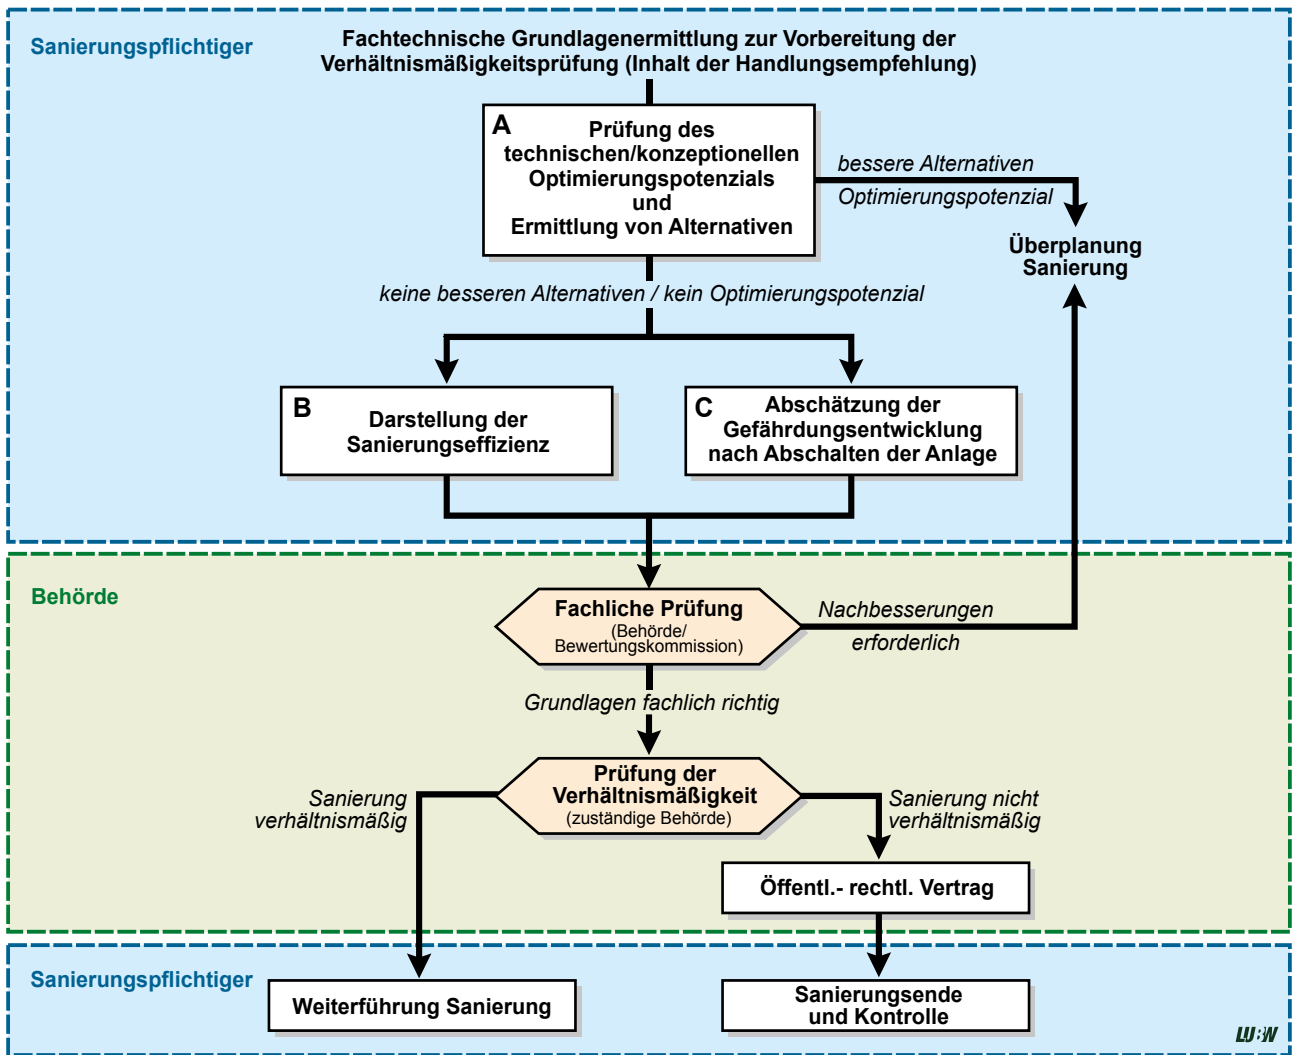 Sanierungspflichtiger
Fachtechnische Grundlagenermittlung zur Vorbereitung der
Verhältnismäßigkeitsprüfung (Inhalt der Handlungsempfehlung)
A
Prüfung des
technischen/konzeptionellen
Optimierungspotenzials
und
Ermittlung von Alternativen
bessere Alternativen
Optimierungspotenzial
Überplanung
Sanierung
keine besseren Alternativen / kein Optimierungspotenzial
B
Darstellung der
Sanierungseffizienz
C
Abschätzung der
Gefährdungsentwicklung
nach Abschalten der Anlage
Behörde
Fachliche Prüfung
(Behörde/
Bewertungskommission)
Nachbesserungen
erforderlich
Grundlagen fachlich richtig
Prüfung der
Verhältnismäßigkeit
(zuständige Behörde)
Sanierung
verhältnismäßig
Sanierung nicht
verhältnismäßig
Öffentl.- rechtl. Vertrag
Sanierungspflichtiger
Weiterführung Sanierung
Sanierungsende
und Kontrolle
LU:W